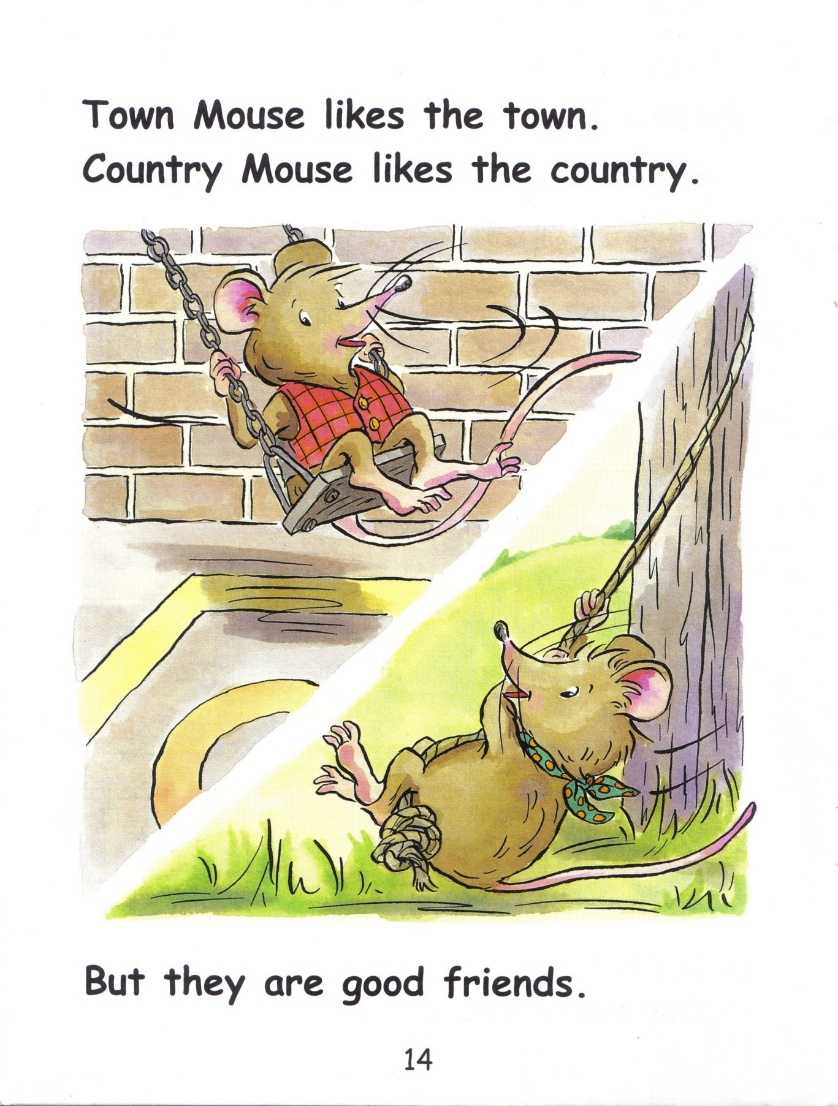 Town Mouse likes the town.
Country Mouse likes the country.
But they are good friends.
14